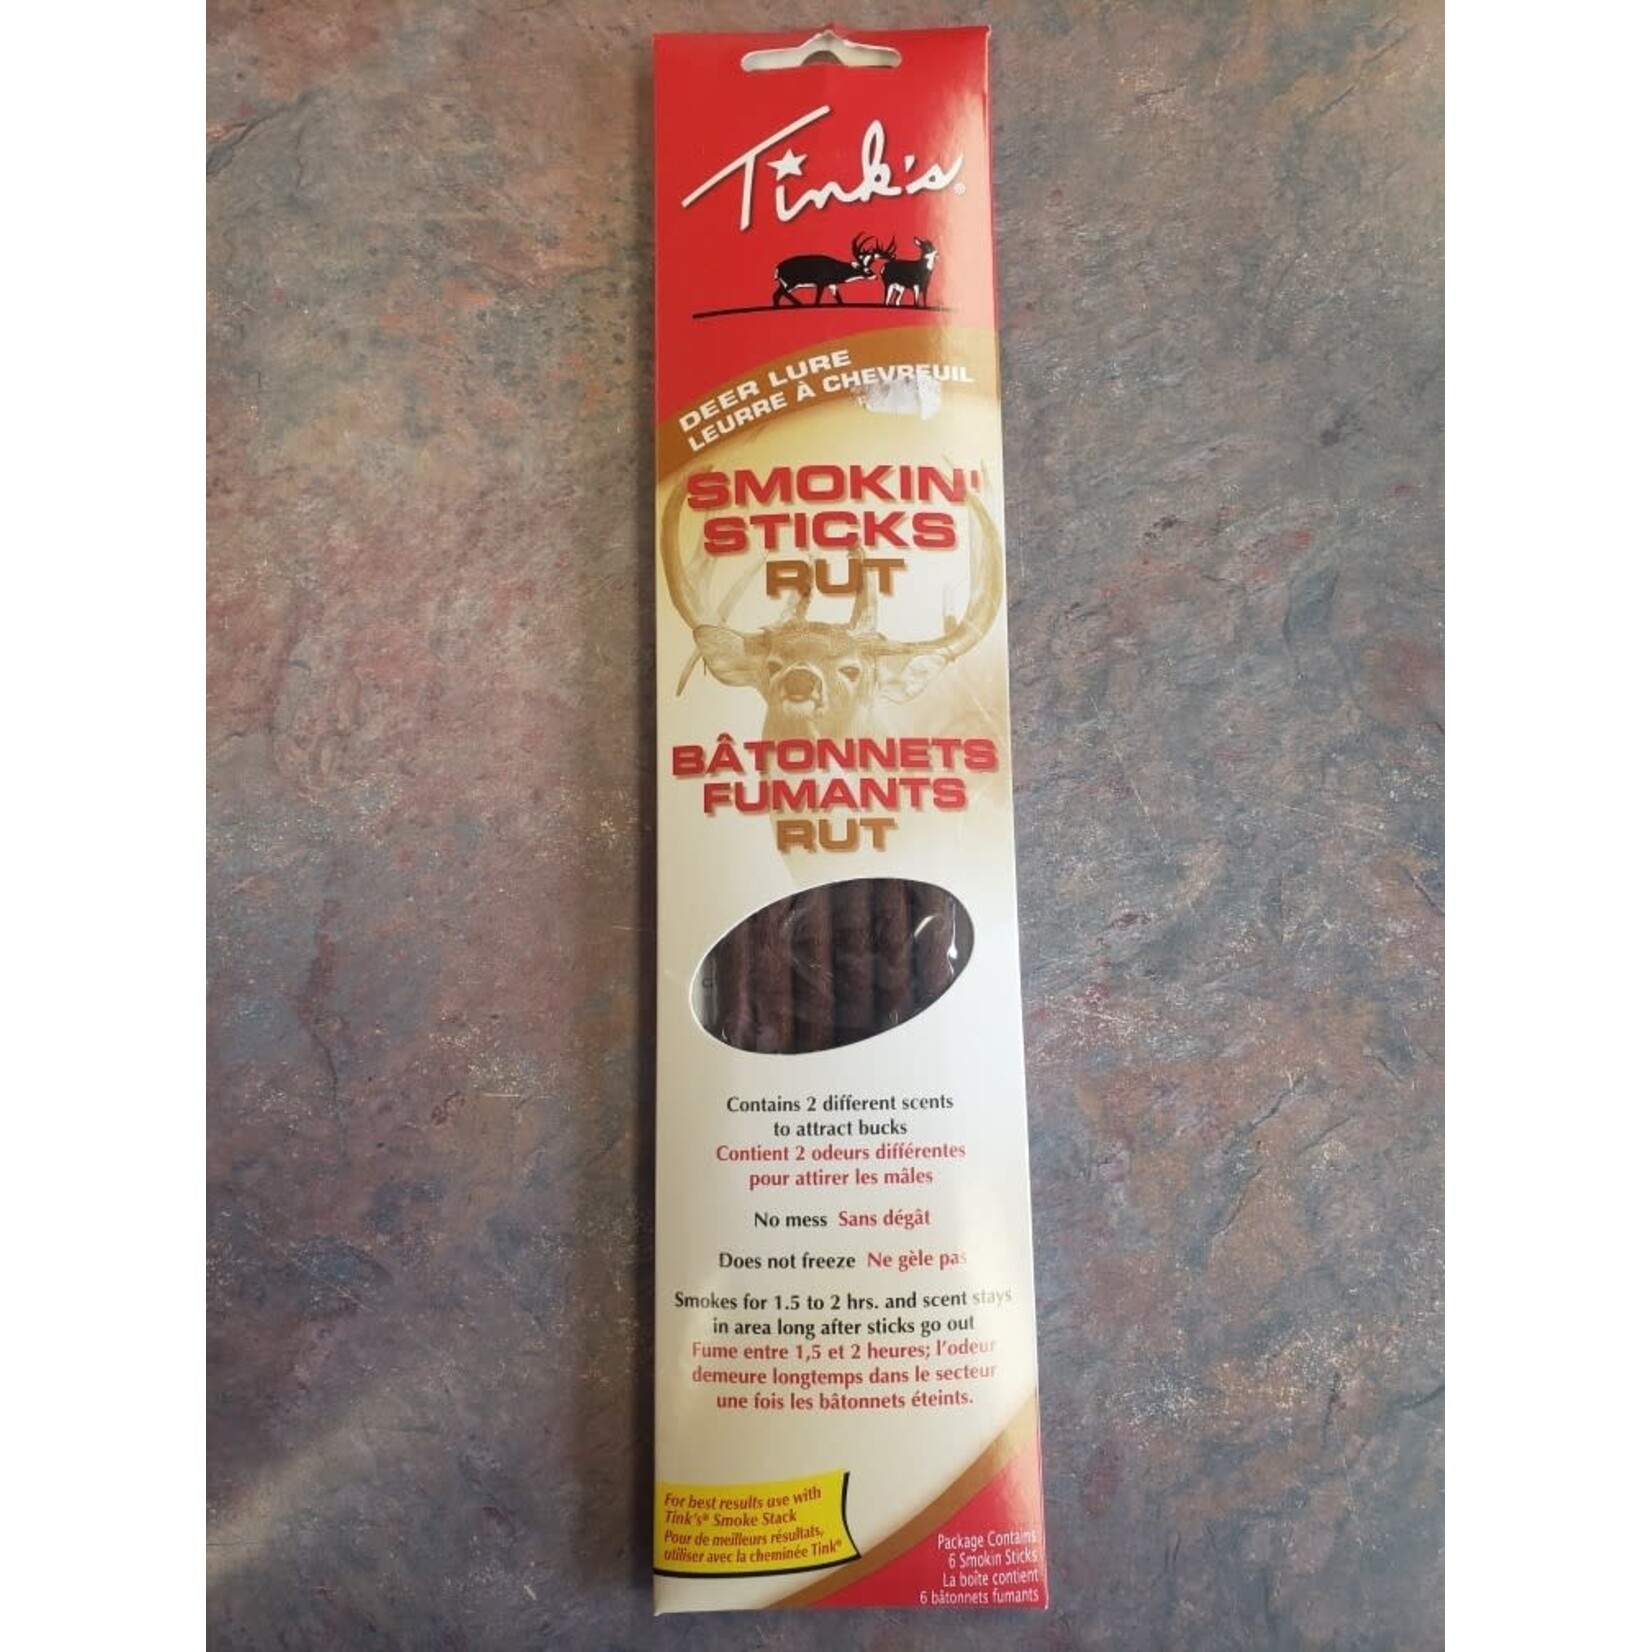 Tink's®
DEER LURE
LEURRE À CHEVREUIL
SMOKIN'
STICKS
RUT
BÂTONNETS
FUMANTS
RUT
Contains 2 different scents
to attract bucks
Contient 2 odeurs différentes
pour attirer les mâles
No mess Sans dégât
Does not freeze Ne gèle pas
Smokes for 1.5 to 2 hrs. and scent stays
in area long after sticks go out
Fume entre 1,5 et 2 heures; l'odeur
demeure longtemps dans le secteur
une fois les bâtonnets éteints.
For best results use with
Tink's® Smoke Stack
Pour de meilleurs résultats,
utiliser avec la cheminée Tink®
Package Contains
6 Smokin Sticks
La boîte contient
6 bâtonnets fumants